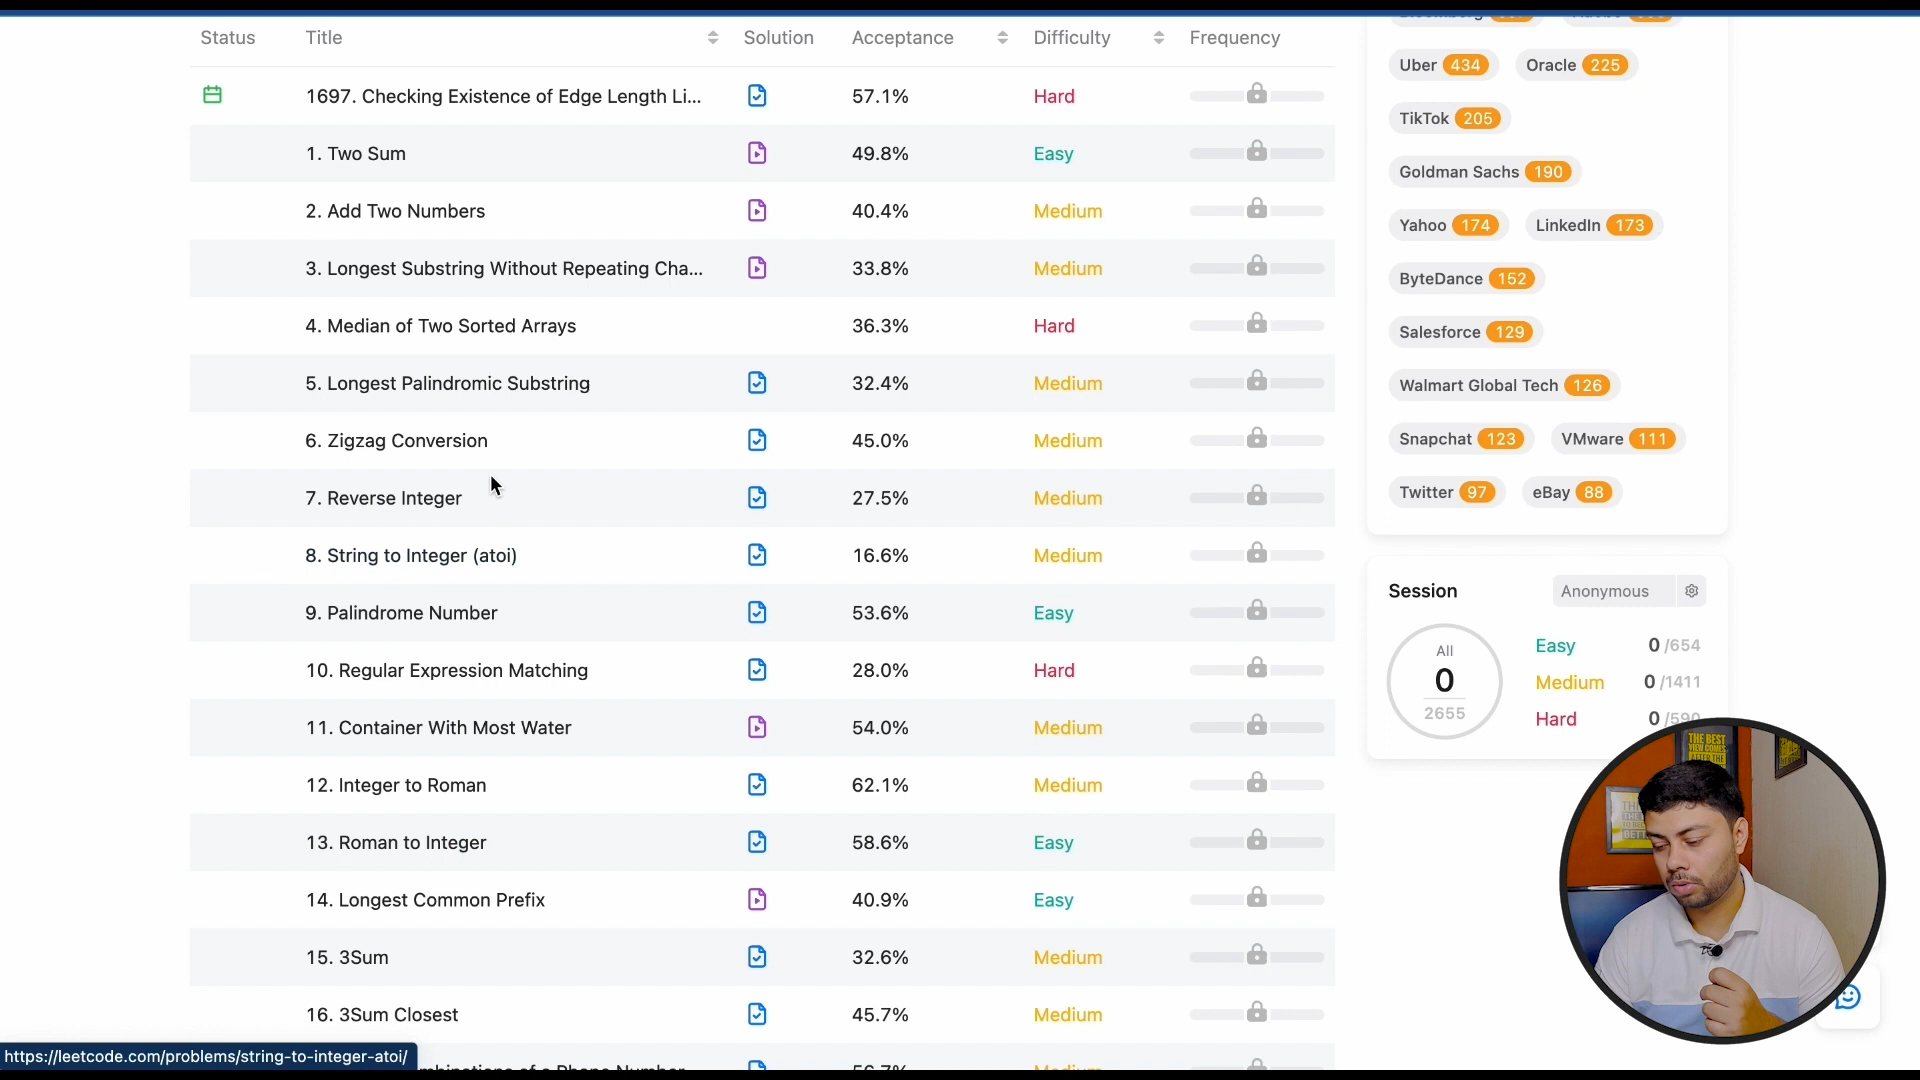 Status Title Solution Acceptance Difficulty Frequency
1697. Checking Existence of Edge Length Li... 57.1% Hard
1. Two Sum 49.8% Easy
2. Add Two Numbers 40.4% Medium
3. Longest Substring Without Repeating Cha... 33.8% Medium
4. Median of Two Sorted Arrays 36.3% Hard
5. Longest Palindromic Substring 32.4% Medium
6. Zigzag Conversion 45.0% Medium
7. Reverse Integer 27.5% Medium
8. String to Integer (atoi) 16.6% Medium
9. Palindrome Number 53.6% Easy
10. Regular Expression Matching 28.0% Hard
11. Container With Most Water 54.0% Medium
12. Integer to Roman 62.1% Medium
13. Roman to Integer 58.6% Easy
14. Longest Common Prefix 40.9% Easy
15. 3Sum 32.6% Medium
16. 3Sum Closest 45.7% Medium
https://leetcode.com/problems/string-to-integer-atoi/
Uber 434 Oracle 225
TikTok 205
Goldman Sachs 190
Yahoo 174 LinkedIn 173
ByteDance 152
Salesforce 129
Walmart Global Tech 126
Snapchat 123 VMware 111
Twitter 97 eBay 88
Session Anonymous
All
0
2655
Easy 0 /654
Medium 0 /1411
Hard 0 /590
THE BEST
VIEW COMES
AFTER THE